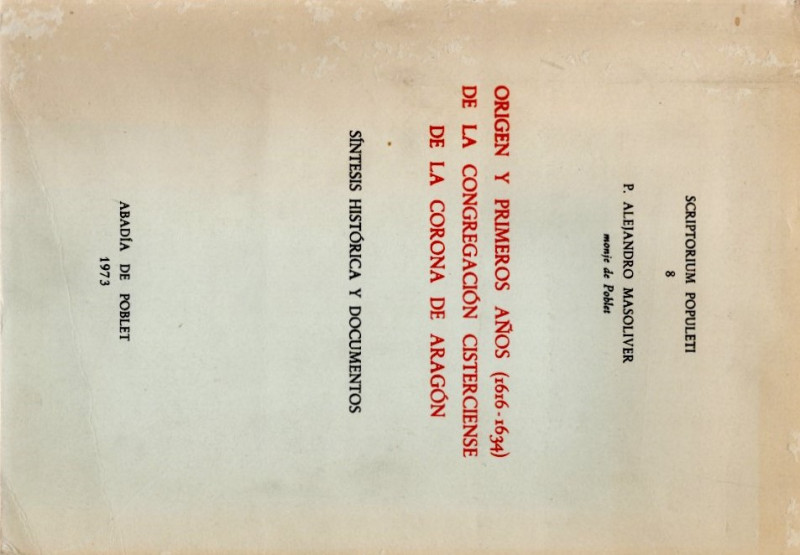 SCRIPTORIUM POPULETI
8
P. ALEJANDRO MASOLIVER
monje de Poblet
ORIGEN Y PRIMEROS AÑOS (1616-1634)
DE LA CONGREGACIÓN CISTERCIENSE
DE LA CORONA DE ARAGÓN
SÍNTESIS HISTÓRICA Y DOCUMENTOS
ABADÍA DE POBLET
1973